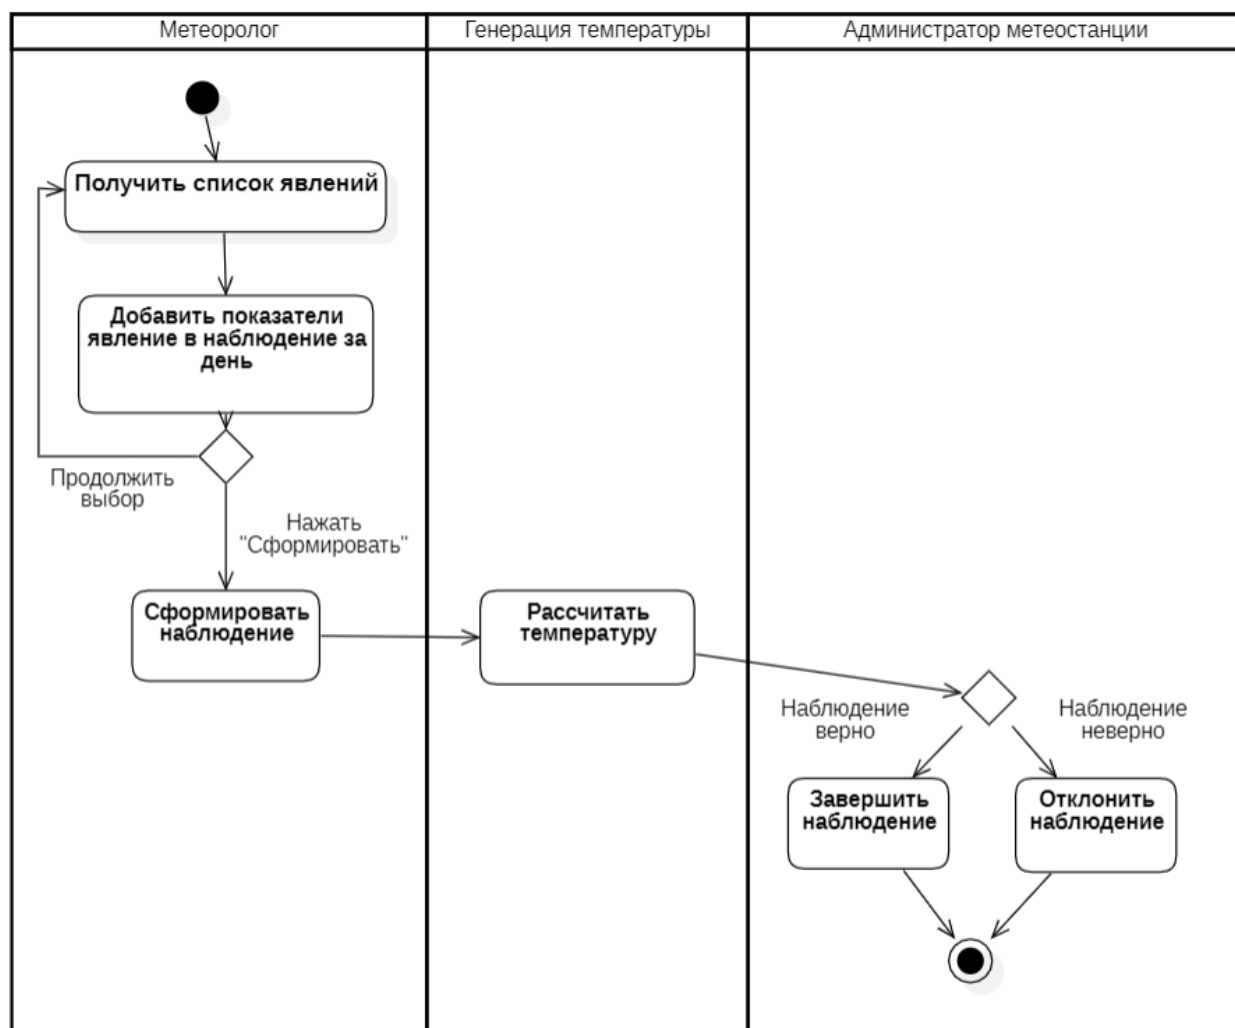 Метеоролог
Генерация температуры
Администратор метеостанции
Получить список явлений
Добавить показатели
явление в наблюдение за
день
Продолжить
выбор
Нажать
"Сформировать"
Сформировать
наблюдение
Рассчитать
температуру
Наблюдение
верно
Наблюдение
неверно
Завершить
наблюдение
Отклонить
наблюдение